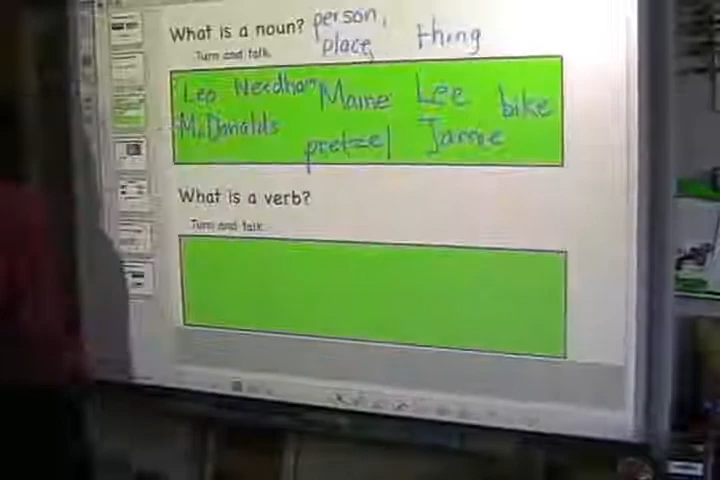 What is a noun? person,
Turn and talk. place, thing
Leo Needham Maine Lee bike
McDonalds pretzel Jamie
What is a verb?
Turn and talk.